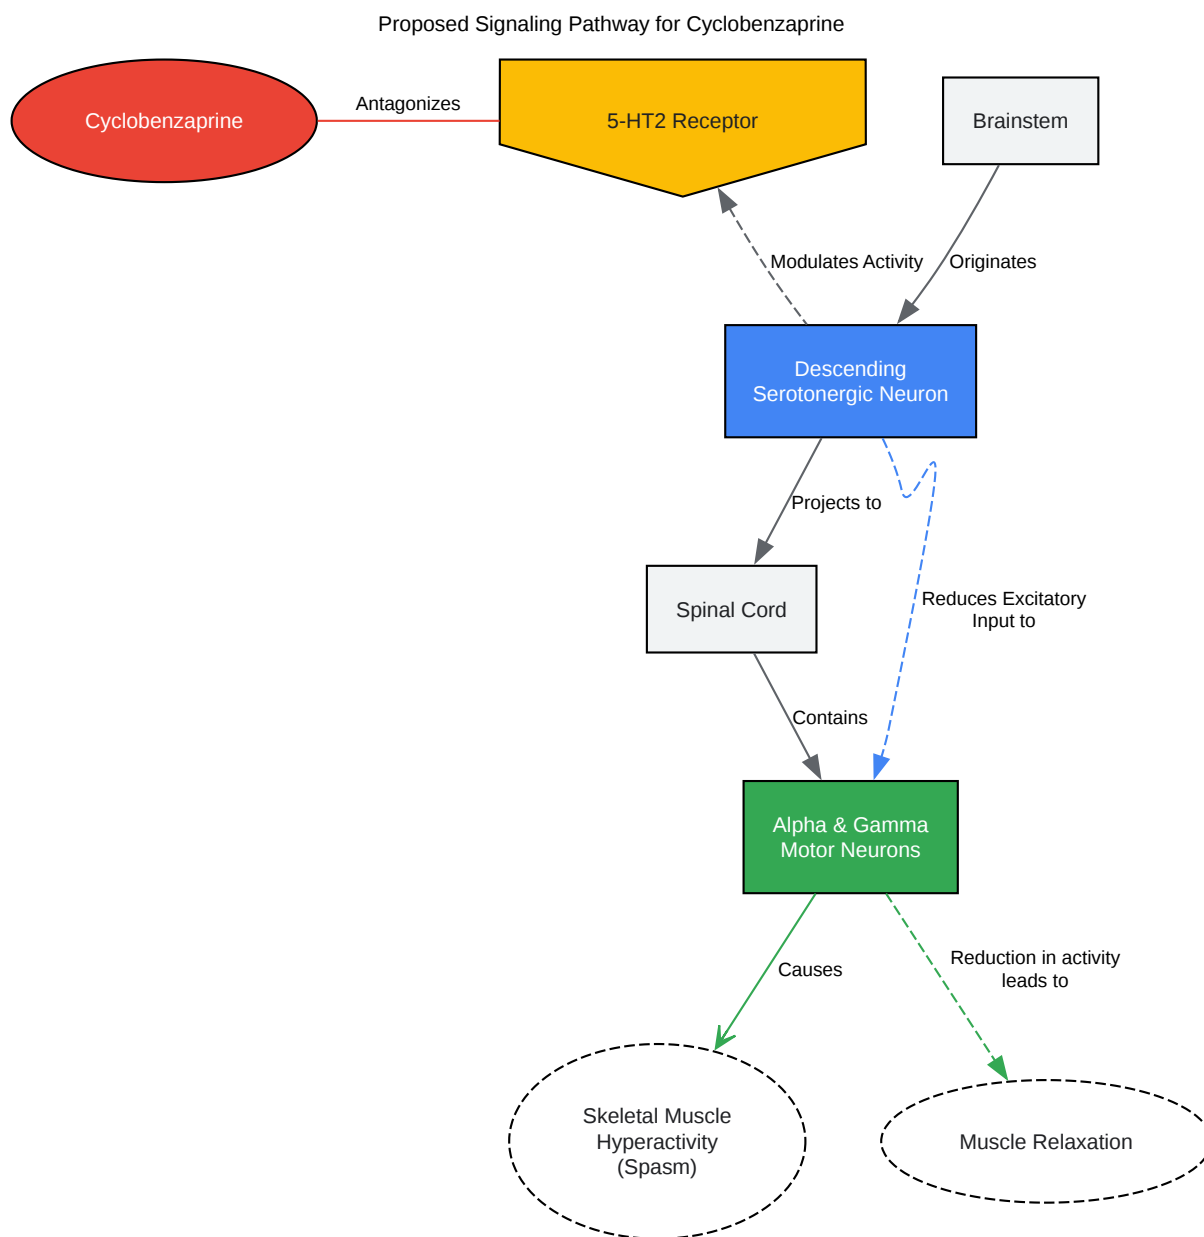 Proposed Signaling Pathway for Cyclobenzaprine
Cyclobenzaprine
Antagonizes
5-HT2 Receptor
Brainstem
Modulates Activity
Originates
Descending
Serotonergic Neuron
Projects to
Spinal Cord
Reduces Excitatory
Input to
Contains
Alpha & Gamma
Motor Neurons
Causes
Reduction in activity
leads to
Skeletal Muscle
Hyperactivity
(Spasm)
Muscle Relaxation